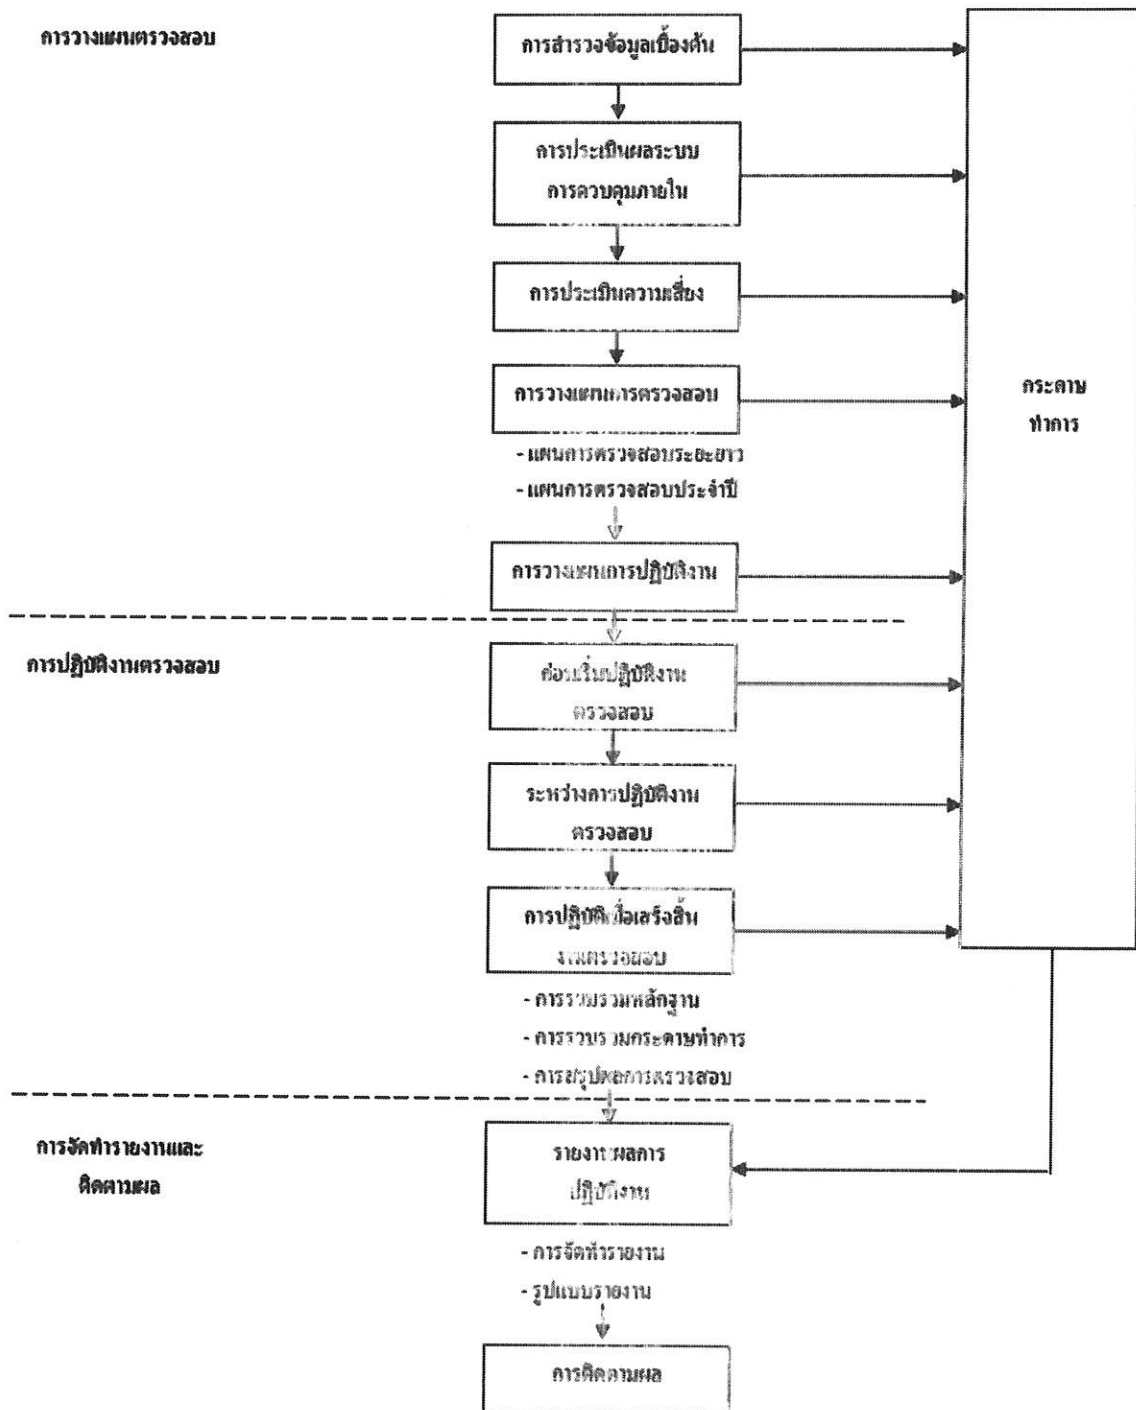 การวางแผนตรวจสอบ
การสำรวจข้อมูลเบื้องต้น
การประเมินผลระบบ
การควบคุมภายใน
การประเมินความเสี่ยง
การวางแผนการตรวจสอบ
- แผนการตรวจสอบระยะยาว
- แผนการตรวจสอบประจำปี
การวางแผนการปฏิบัติงาน
กระดาษ
ทำการ
การปฏิบัติงานตรวจสอบ
ก่อนเริ่มปฏิบัติงาน
ตรวจสอบ
ระหว่างการปฏิบัติงาน
ตรวจสอบ
การปฏิบัติเมื่อเสร็จสิ้น
งานตรวจสอบ
- การรวบรวมหลักฐาน
- การรวบรวมกระดาษทำการ
- การสรุปผลการตรวจสอบ
การจัดทำรายงานและ
ติดตามผล
รายงานผลการ
ปฏิบัติงาน
- การจัดทำรายงาน
- รูปแบบรายงาน
การติดตามผล